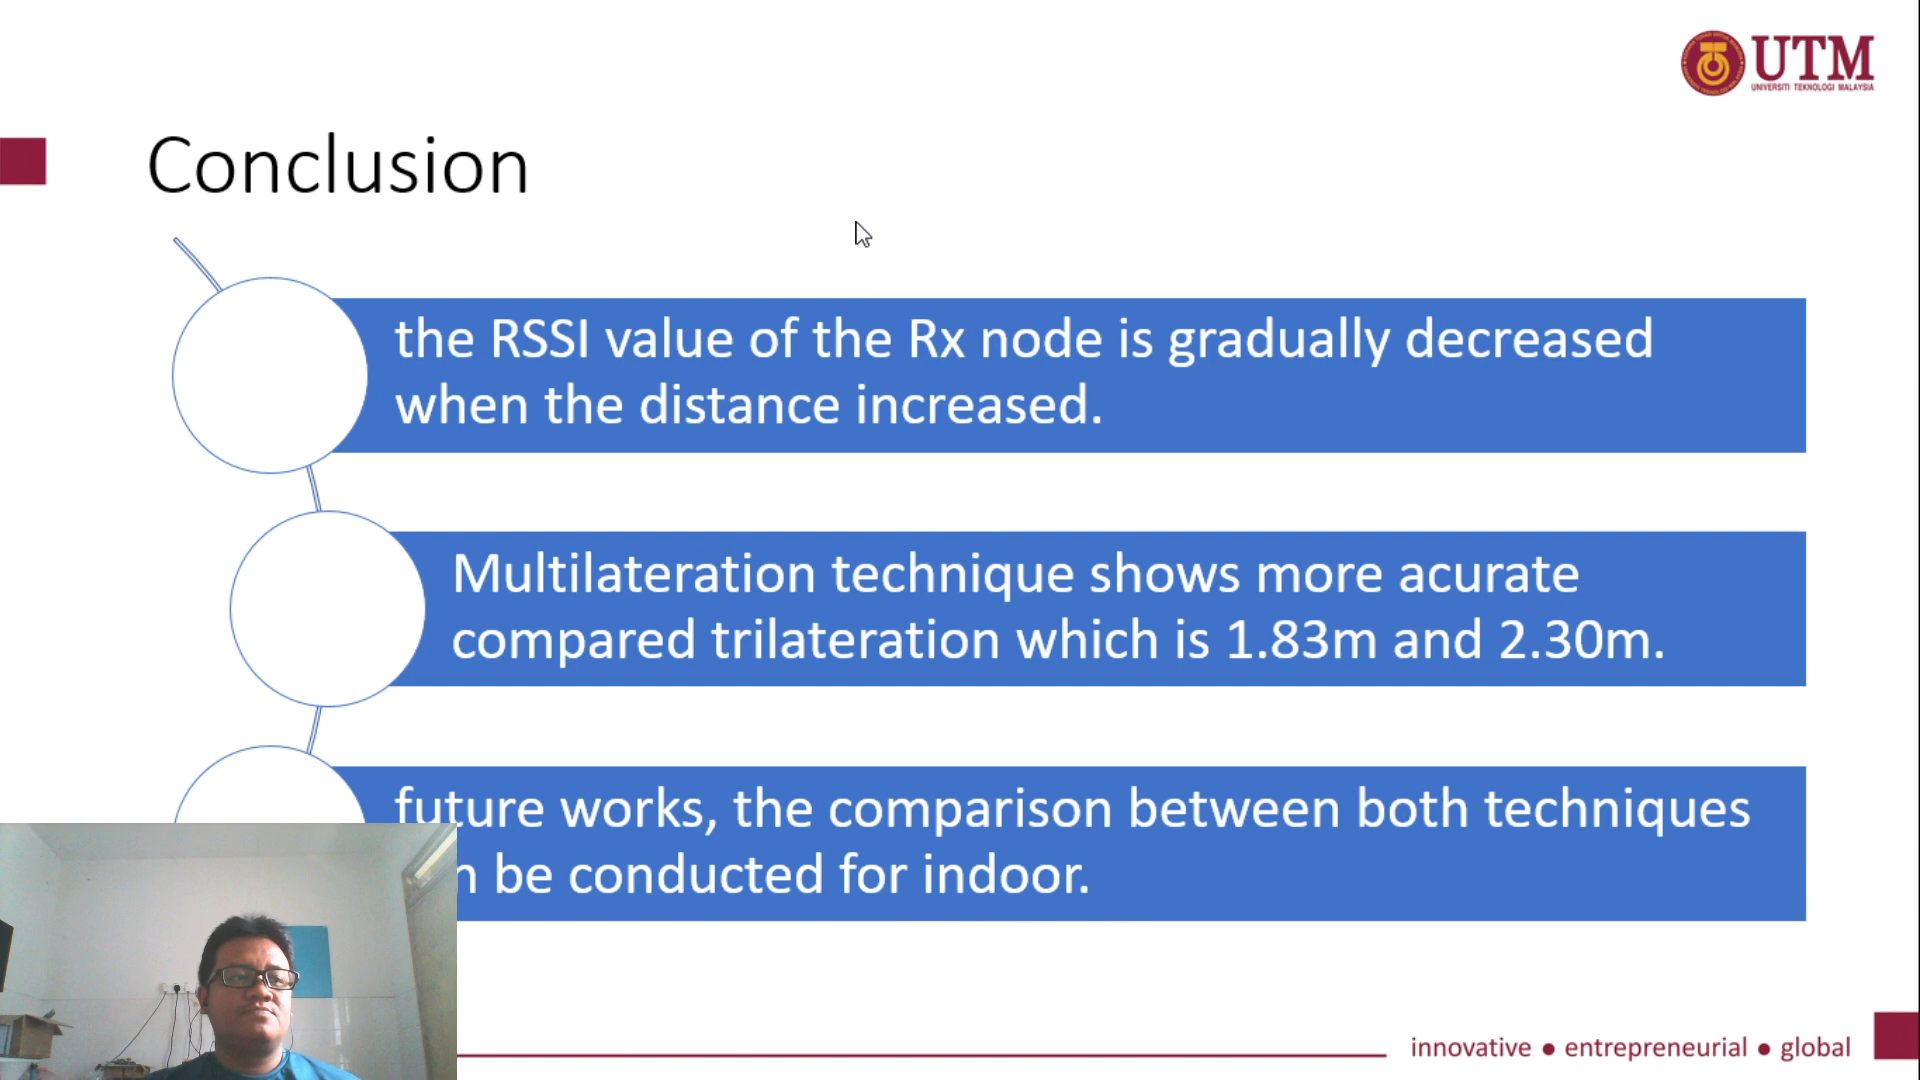 UTM
UNIVERSITI TEKNOLOGI MALAYSIA
Conclusion
the RSSI value of the Rx node is gradually decreased
when the distance increased.
Multilateration technique shows more acurate
compared trilateration which is 1.83m and 2.30m.
future works, the comparison between both techniques
be conducted for indoor.
innovative ● entrepreneurial ● global